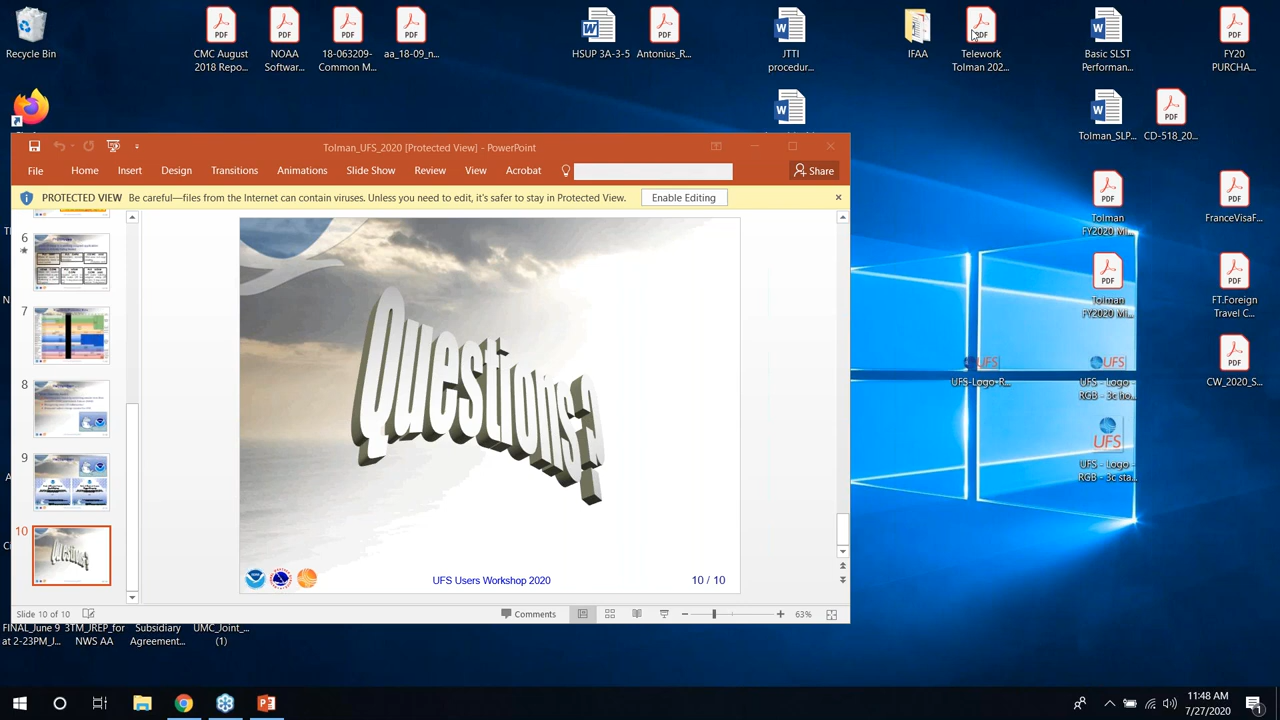 Recycle Bin
CMC August
2018 Repo...
NOAA
Softwar...
18-063205
Common M...
aa_18-09_n...
HSUP 3A-3-5
Antonius_R...
JTTI
procedur...
IFAA
Telework
Tolman 202...
Basic SLST
Performan...
FY20
PURCHA...
Tolman_SLP...
CD-518_20...
Tolman_UFS_2020 [Protected View] - PowerPoint
File
Home
Insert
Design
Transitions
Animations
Slide Show
Review
View
Acrobat
Share
PROTECTED VIEW Be careful—files from the Internet can contain viruses. Unless you need to edit, it's safer to stay in Protected View.
Enable Editing
Tolman
FY2020 Mi...
FranceVisaF...
Tolman
FY2020 Mi...
FT.Foreign
Travel C...
UFS
UFS-Logo-R...
UFS
UFS - Logo -
RGB - 3c ho...
CW_2020_S...
UFS
UFS - Logo -
RGB - 3c sta...
6
7
8
9
10
Questions?
UFS Users Workshop 2020
10 / 10
Slide 10 of 10
Comments
63%
FINAL_June 9
at 2-23PM_J...
3TM_JREP_for
NWS AA
Subsidiary
Agreement...
UMC_Joint_...
(1)
11:48 AM
7/27/2020